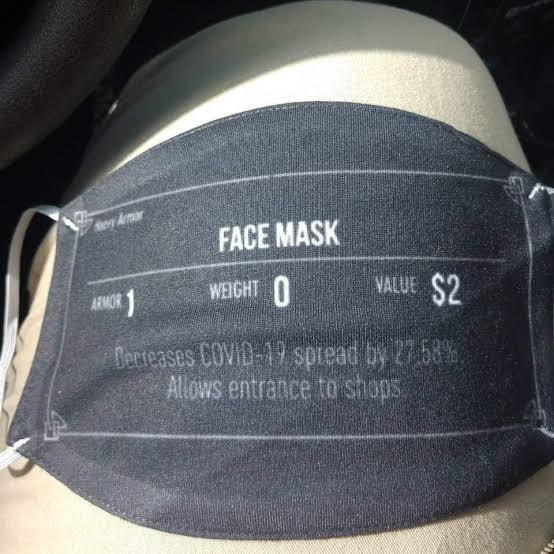 Heavy Armor
FACE MASK
ARMOR 1 WEIGHT 0 VALUE $2
Decreases COVID-19 spread by 27,58%.
Allows entrance to shops.